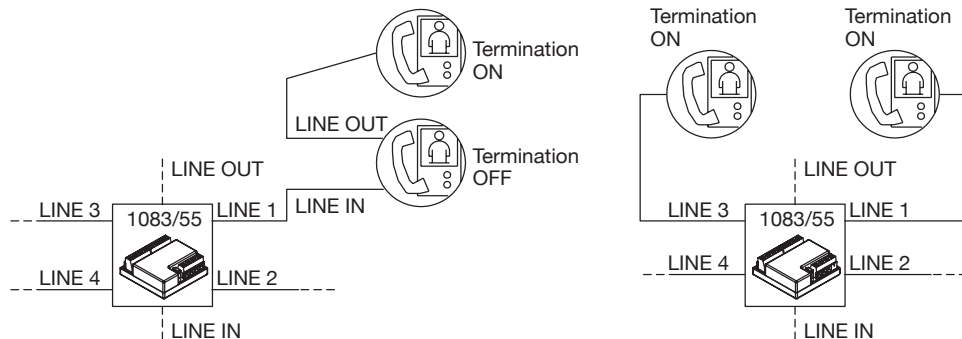 Termination
ON
LINE OUT
Termination
OFF
LINE IN
LINE OUT
LINE 3
1083/55
LINE 1
LINE 4
LINE 2
LINE IN
Termination
ON
Termination
ON
LINE OUT
LINE 3
1083/55
LINE 1
LINE 4
LINE 2
LINE IN